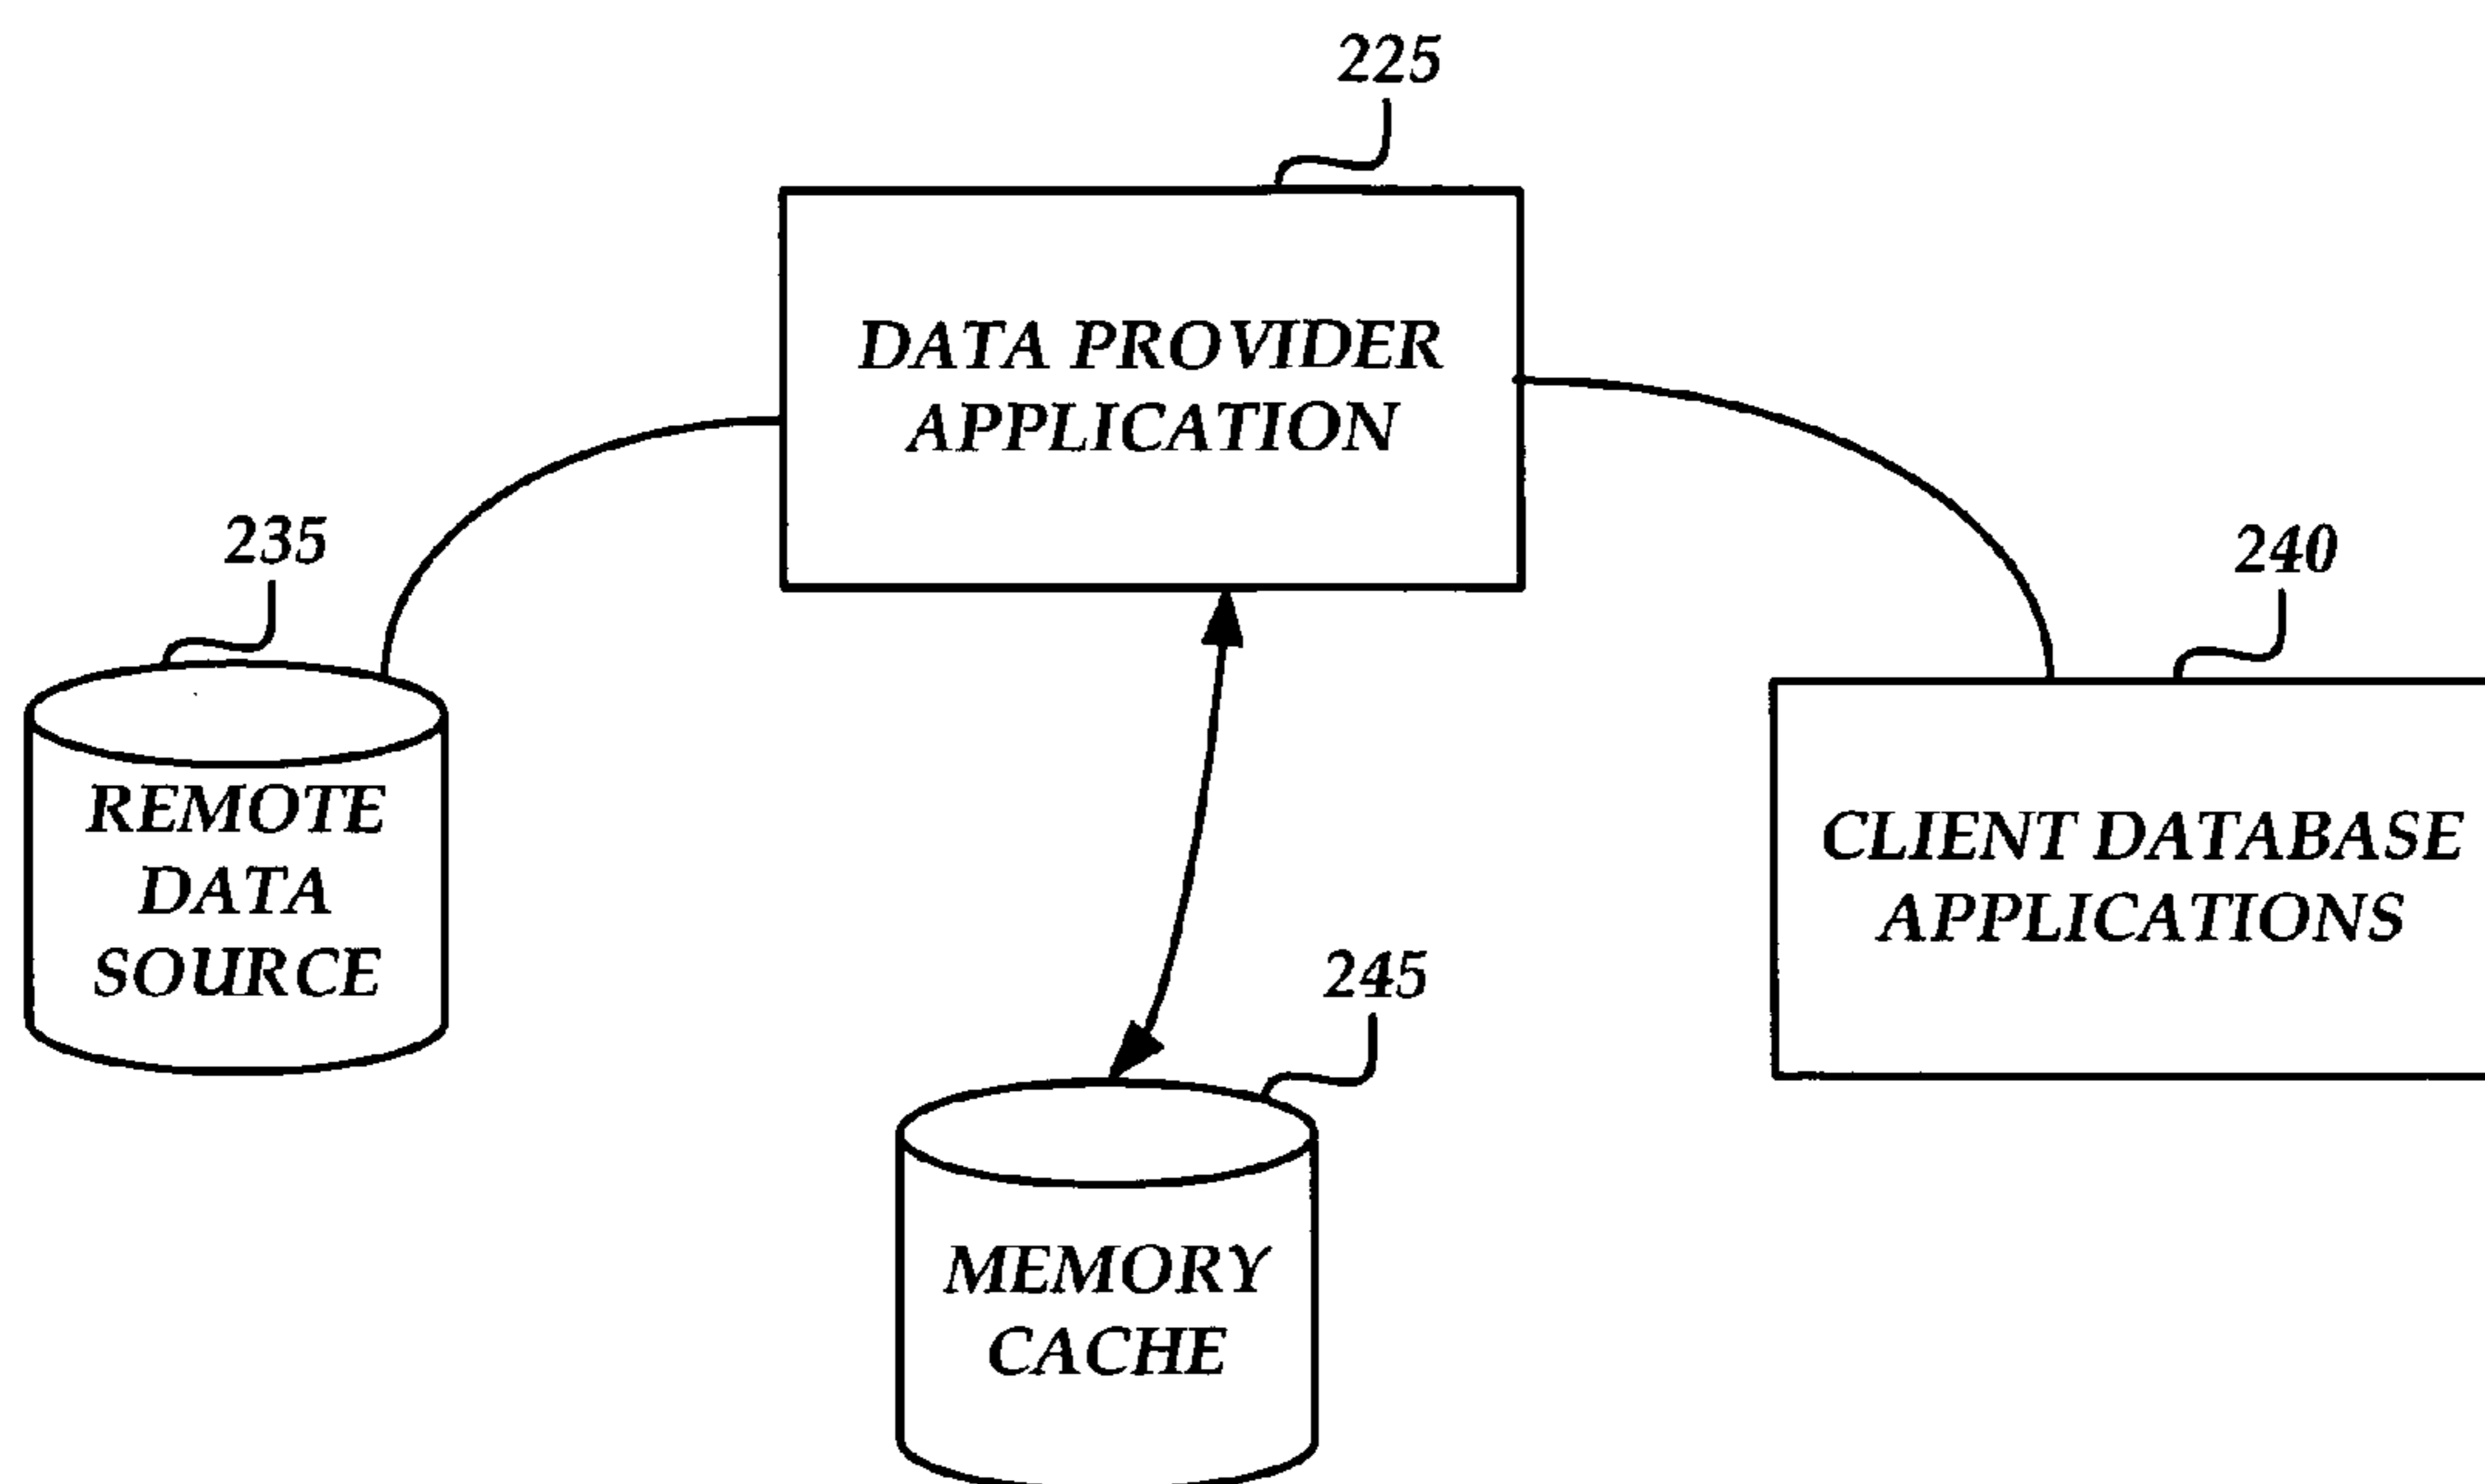 225
DATA PROVIDER
APPLICATION
235
240
REMOTE
DATA
SOURCE
CLIENT DATABASE
APPLICATIONS
245
MEMORY
CACHE